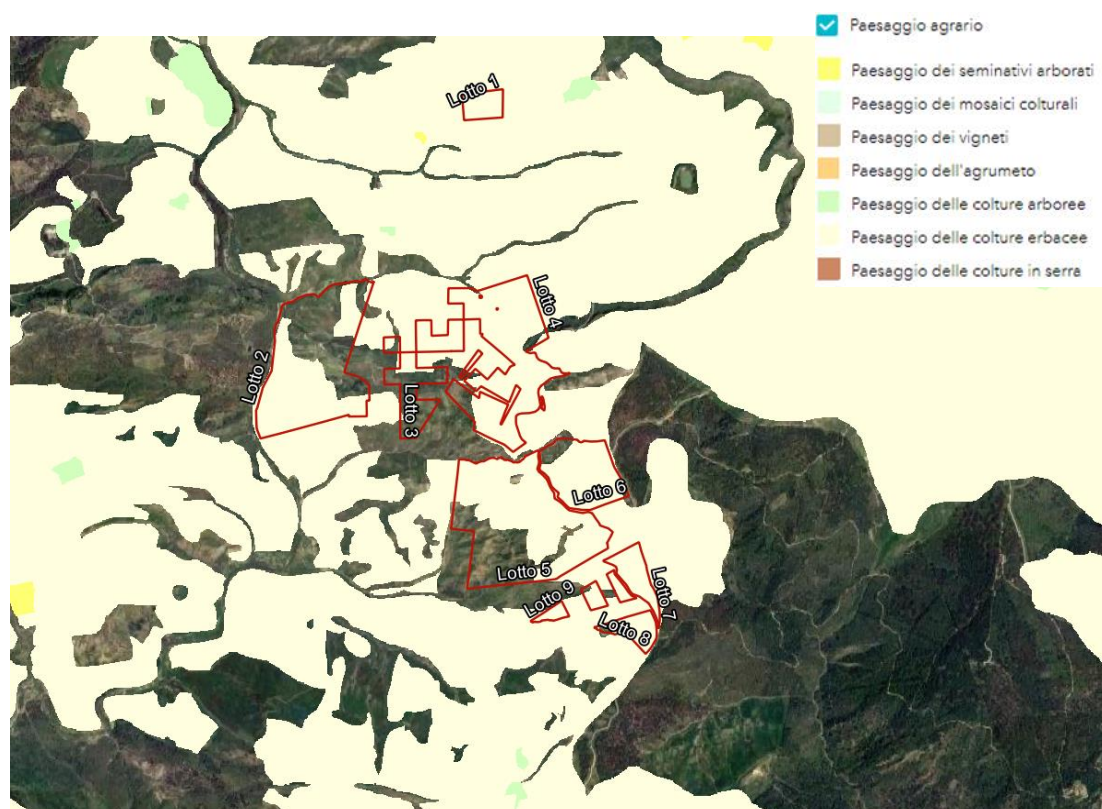 Paesaggio agrario
Paesaggio dei seminativi arborati
Paesaggio dei mosaici colturali
Paesaggio dei vigneti
Paesaggio dell'agrumeto
Paesaggio delle colture arboree
Paesaggio delle colture erbacee
Paesaggio delle colture in serra
Lotto 1
Lotto 4
Lotto 2
Lotto 3
Lotto 6
Lotto 5
Lotto 9
Lotto 7
Lotto 8